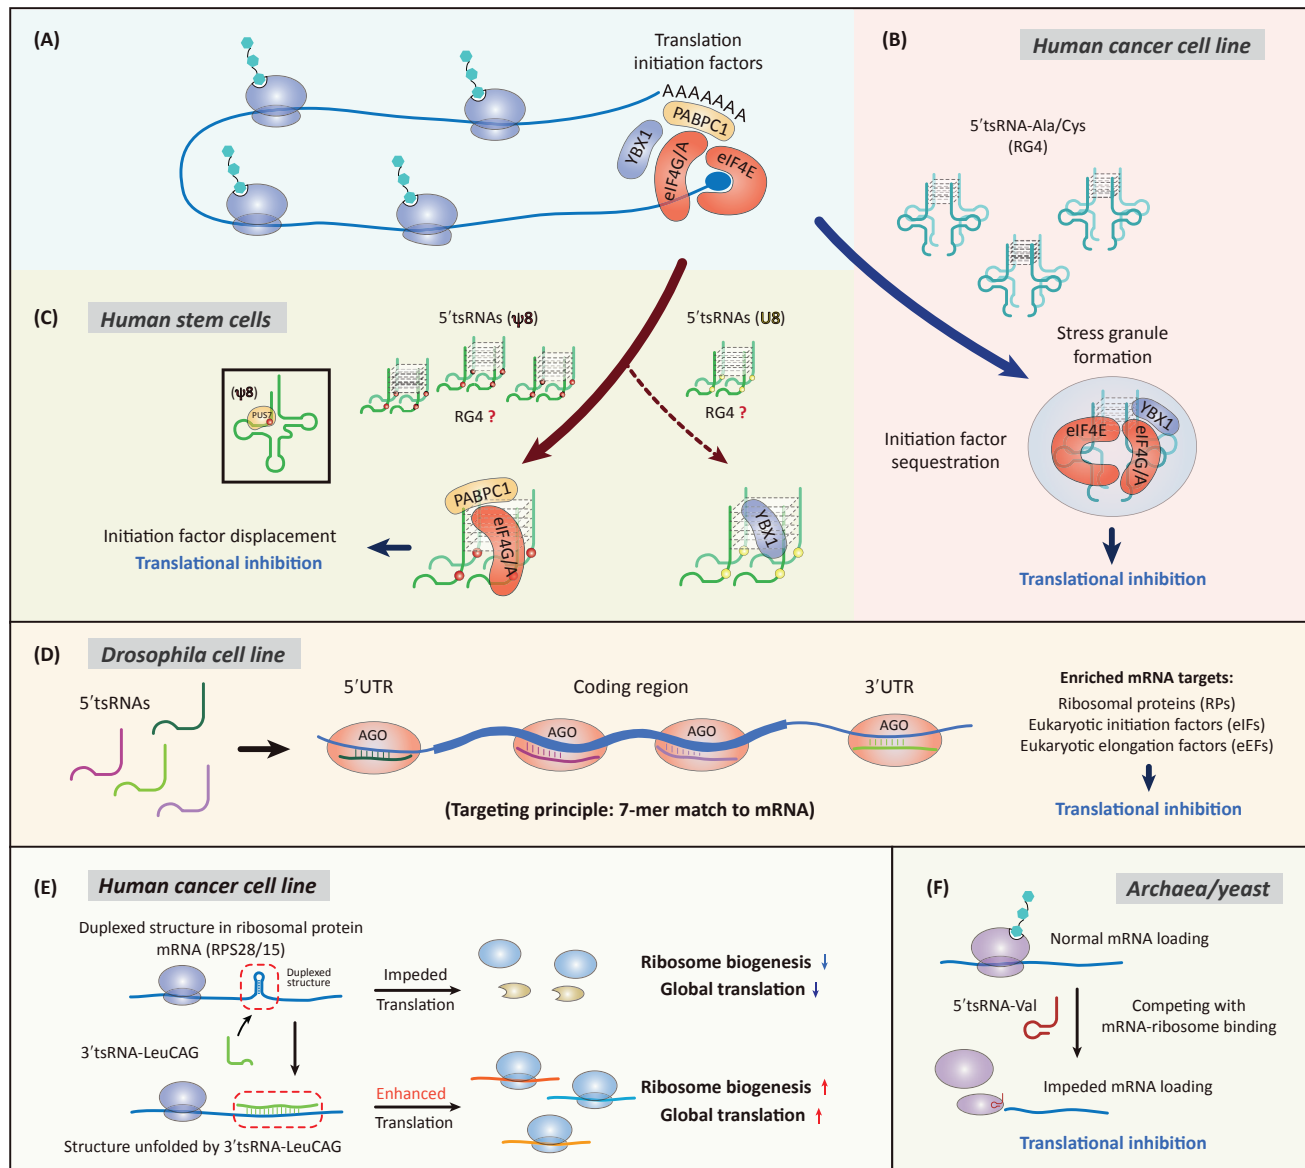 (A)
Translation
initiation factors
AAAAAAA
PABPC1
YBX1
eIF4G/A
eIF4E
(B)
Human cancer cell line
5′tsRNA-Ala/Cys
(RG4)
Stress granule
formation
Initiation factor
sequestration
eIF4E
YBX1
eIF4G/A
Translational inhibition
(C)
Human stem cells
(ψ8)
PUS7
5′tsRNAs (ψ8)
RG4 ?
5′tsRNAs (U8)
RG4 ?
PABPC1
eIF4G/A
YBX1
Initiation factor displacement
Translational inhibition
(D)
Drosophila cell line
5′tsRNAs
5′UTR
Coding region
3′UTR
AGO
AGO
AGO
AGO
(Targeting principle: 7-mer match to mRNA)
Enriched mRNA targets:
Ribosomal proteins (RPs)
Eukaryotic initiation factors (eIFs)
Eukaryotic elongation factors (eEFs)
Translational inhibition
(E)
Human cancer cell line
Duplexed structure in ribosomal protein
mRNA (RPS28/15)
Duplexed
structure
Impeded
Translation
Ribosome biogenesis ↓
Global translation ↓
3′tsRNA-LeuCAG
Enhanced
Translation
Ribosome biogenesis ↑
Global translation ↑
Structure unfolded by 3′tsRNA-LeuCAG
(F)
Archaea/yeast
Normal mRNA loading
5′tsRNA-Val
Competing with
mRNA-ribosome binding
Impeded mRNA loading
Translational inhibition